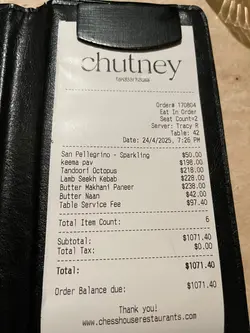 chutney
Order# 170804
Eat In Order
Seat Count=2
Server: Tracy R
Table: 42
Date: 24/4/2025, 7:26 PM
San Pellegrino - Sparkling $50.00
keema pav $198.00
Tandoori Octopus $218.00
Lamb Seekh Kebab $228.00
Butter Makhani Paneer $238.00
Butter Naan $42.00
Table Service Fee $97.40
Total Item Count: 6
Subtotal: $1071.40
Total Tax: $0.00
Total: $1071.40
Order Balance due: $1071.40
Thank you!
www.chesshouserestaurants.com